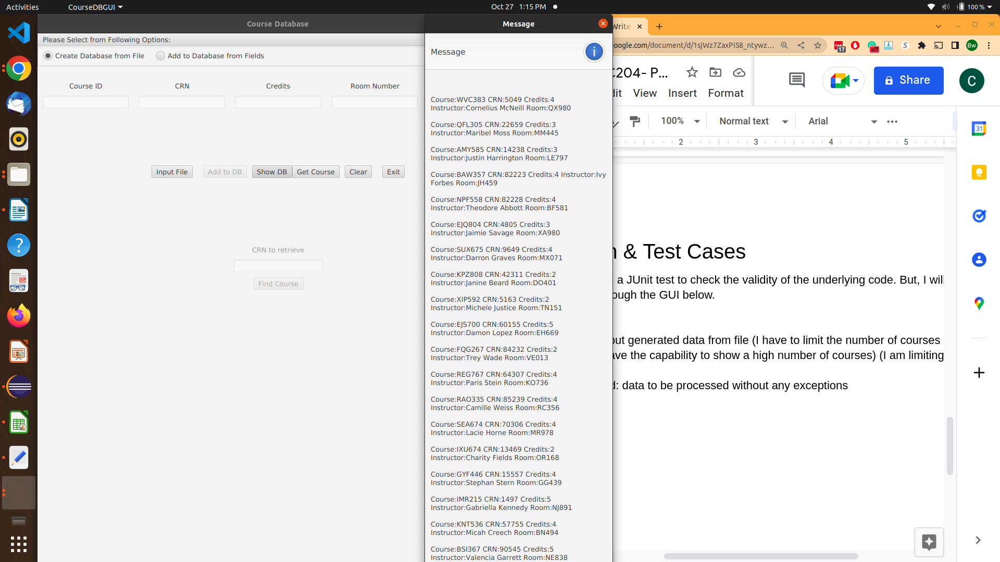 Activities
CourseDBGUI
Oct 27 1:15 PM
100 %
Course Database
Please Select from Following Options:
Create Database from File
Add to Database from Fields
Course ID
CRN
Credits
Room Number
Input File
Add to DB
Show DB
Get Course
Clear
Exit
CRN to retrieve
Find Course
Message
Message
Course:WVC383 CRN:5049 Credits:4
Instructor:Cornelius McNeill Room:QX980
Course:QFL305 CRN:22659 Credits:3
Instructor:Maribel Moss Room:MM445
Course:AMY585 CRN:14238 Credits:3
Instructor:Justin Harrington Room:LE797
Course:BAW357 CRN:82223 Credits:4 Instructor:Ivy
Forbes Room:JH459
Course:NPF558 CRN:82228 Credits:4
Instructor:Theodore Abbott Room:BF581
Course:EJQ804 CRN:4805 Credits:3
Instructor:Jaimie Savage Room:XA980
Course:SUX675 CRN:9649 Credits:4
Instructor:Darron Graves Room:MX071
Course:KPZ808 CRN:42311 Credits:2
Instructor:Janine Beard Room:DO401
Course:XIP592 CRN:5163 Credits:2
Instructor:Michele Justice Room:TN151
Course:EJS700 CRN:60155 Credits:5
Instructor:Damon Lopez Room:EH669
Course:FQG267 CRN:84232 Credits:2
Instructor:Trey Wade Room:VE013
Course:REG767 CRN:64307 Credits:4
Instructor:Paris Stein Room:KO736
Course:RAO335 CRN:85239 Credits:4
Instructor:Camille Weiss Room:RC356
Course:SEA674 CRN:70306 Credits:4
Instructor:Lacie Horne Room:MR978
Course:IXU674 CRN:13469 Credits:2
Instructor:Charity Fields Room:OR168
Course:GYF446 CRN:15557 Credits:4
Instructor:Stephan Stern Room:GG439
Course:IMR215 CRN:1497 Credits:5
Instructor:Gabriella Kennedy Room:NJ891
Course:KNT536 CRN:57755 Credits:4
Instructor:Micah Creech Room:BN494
Course:BSI367 CRN:90545 Credits:5
Instructor:Valencia Garrett Room:NE838
Write
oogle.com/document/d/1sjWz7ZaxPiS8_ntywz...
17
off
Bw
C204- P...
Share
C
dit View Insert Format
100%
Normal text
Arial
2 3 4 5
31
& Test Cases
a JUnit test to check the validity of the underlying code. But, I wil
ough the GUI below.
out generated data from file (I have to limit the number of courses
ave the capability to show a high number of courses) (I am limiting
d: data to be processed without any exceptions